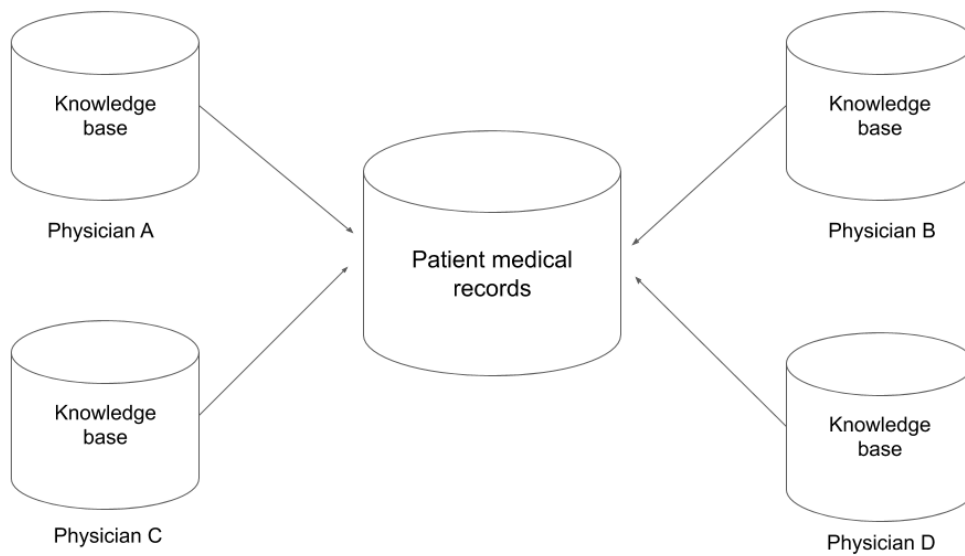 Knowledge
base
Physician A
Knowledge
base
Physician B
Patient medical
records
Knowledge
base
Physician C
Knowledge
base
Physician D